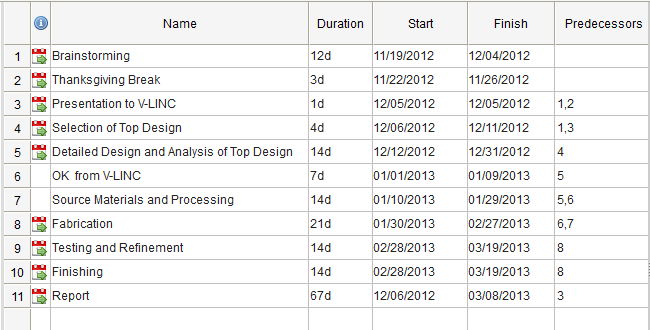 Name Duration Start Finish Predecessors
1 Brainstorming 12d 11/19/2012 12/04/2012
2 Thanksgiving Break 3d 11/22/2012 11/26/2012
3 Presentation to V-LINC 1d 12/05/2012 12/05/2012 1,2
4 Selection of Top Design 4d 12/06/2012 12/11/2012 1,3
5 Detailed Design and Analysis of Top Design 14d 12/12/2012 12/31/2012 4
6 OK from V-LINC 7d 01/01/2013 01/09/2013 5
7 Source Materials and Processing 14d 01/10/2013 01/29/2013 5,6
8 Fabrication 21d 01/30/2013 02/27/2013 6,7
9 Testing and Refinement 14d 02/28/2013 03/19/2013 8
10 Finishing 14d 02/28/2013 03/19/2013 8
11 Report 67d 12/06/2012 03/08/2013 3